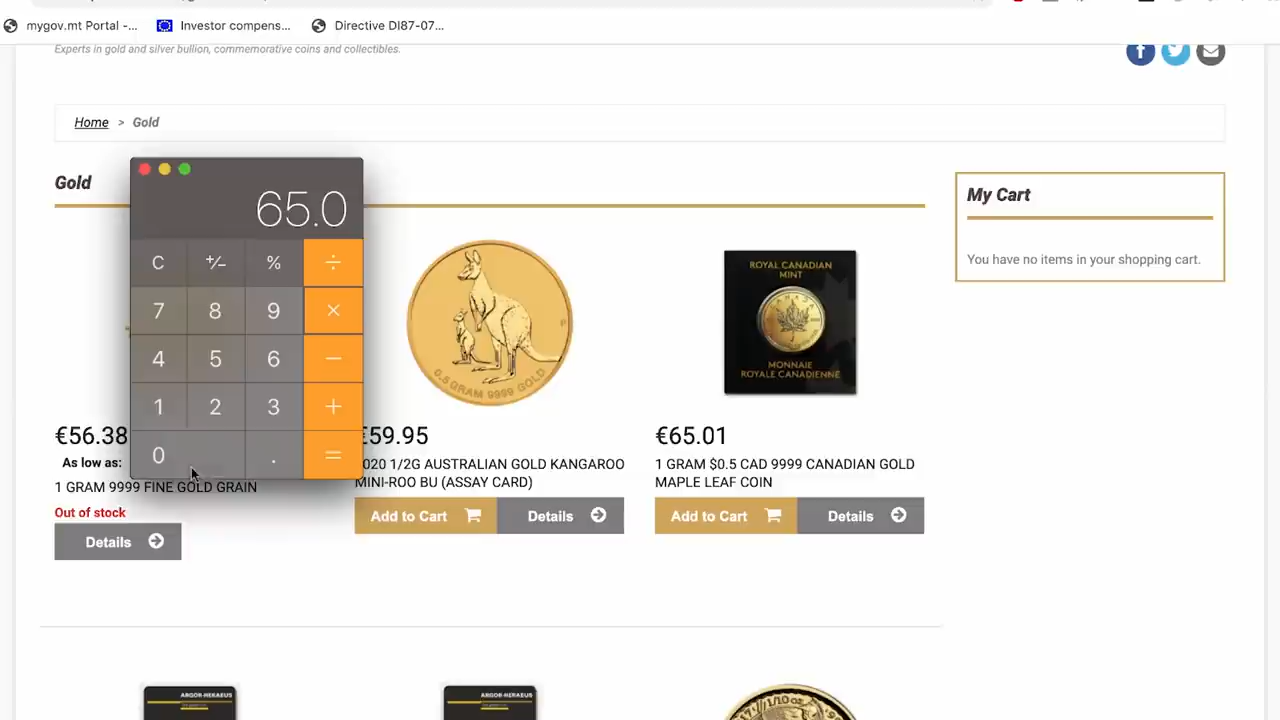 mygov.mt Portal -...
Investor compens...
Directive DI87-07...
Experts in gold and silver bullion, commemorative coins and collectibles.
Home > Gold
Gold
My Cart
You have no items in your shopping cart.
65.0
C +/- % ÷
7 8 9 ×
4 5 6 −
1 2 3 +
0 . =
0.5 GRAM 9999 GOLD
P
ROYAL CANADIAN
MINT
MONNAIE
ROYALE CANADIENNE
€56.38
As low as:
1 GRAM 9999 FINE GOLD GRAIN
Out of stock
Details
€59.95
2020 1/2G AUSTRALIAN GOLD KANGAROO
MINI-ROO BU (ASSAY CARD)
Add to Cart
Details
€65.01
1 GRAM $0.5 CAD 9999 CANADIAN GOLD
MAPLE LEAF COIN
Add to Cart
Details
ARGOR-HERAEUS
ARGOR-HERAEUS